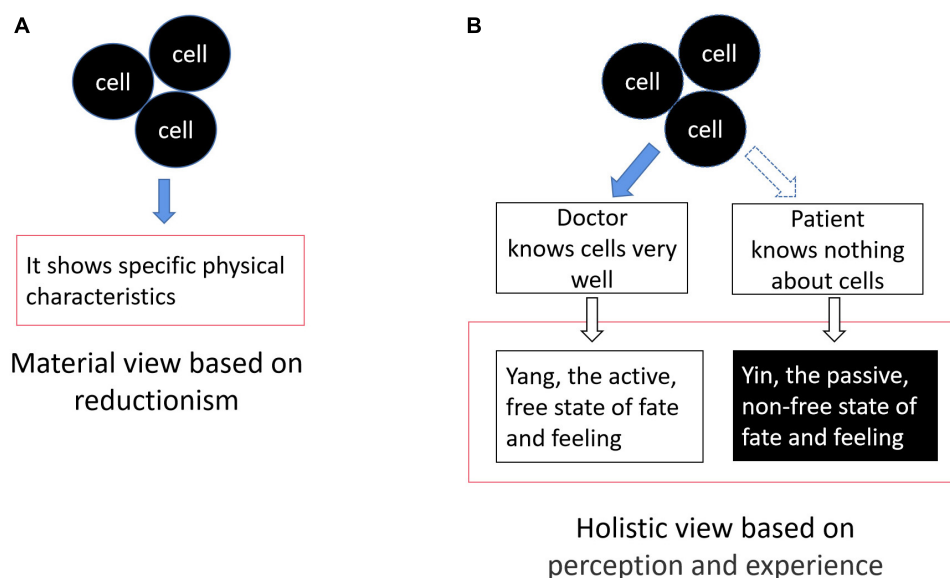 A
cell
cell
cell
It shows specific physical
characteristics
Material view based on
reductionism
B
cell
cell
cell
Doctor
knows cells very
well
Patient
knows nothing
about cells
Yang, the active,
free state of fate
and feeling
Yin, the passive,
non-free state of
fate and feeling
Holistic view based on
perception and experience